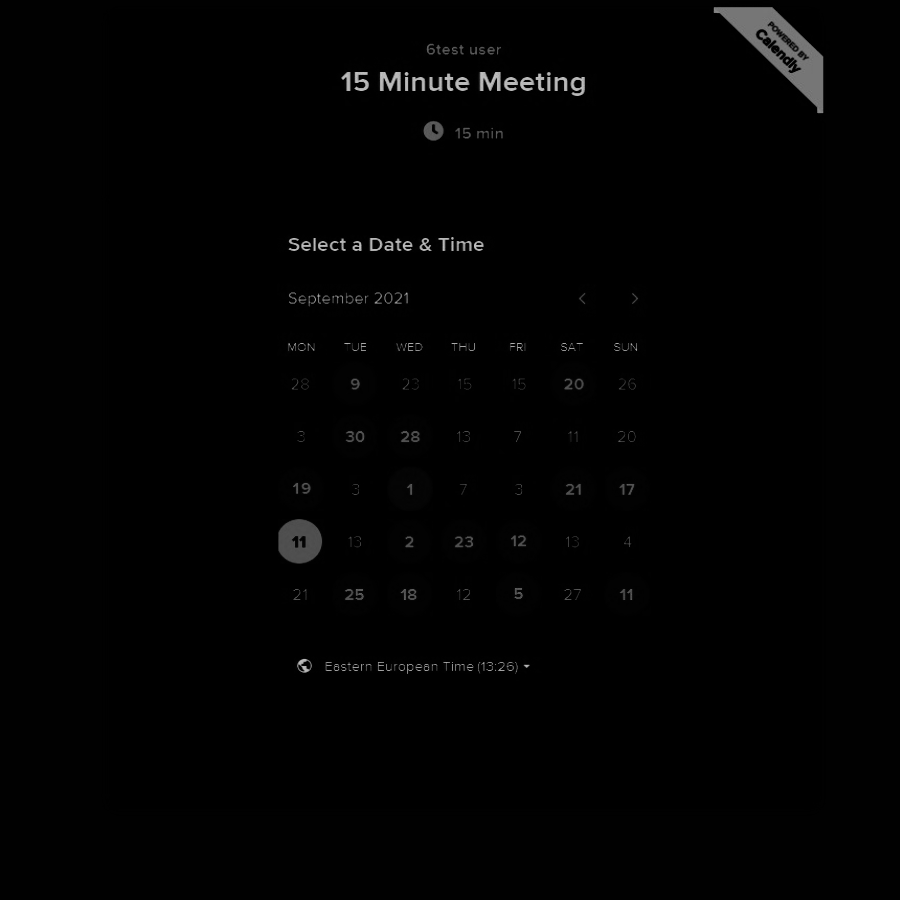 POWERED BY
Calendly
6test user
15 Minute Meeting
15 min
Select a Date & Time
September 2021
MON TUE WED THU FRI SAT SUN
28 9 23 15 15 20 26
3 30 28 13 7 11 20
19 3 1 7 3 21 17
11 13 2 23 12 13 4
21 25 18 12 5 27 11
Eastern European Time (13:26)